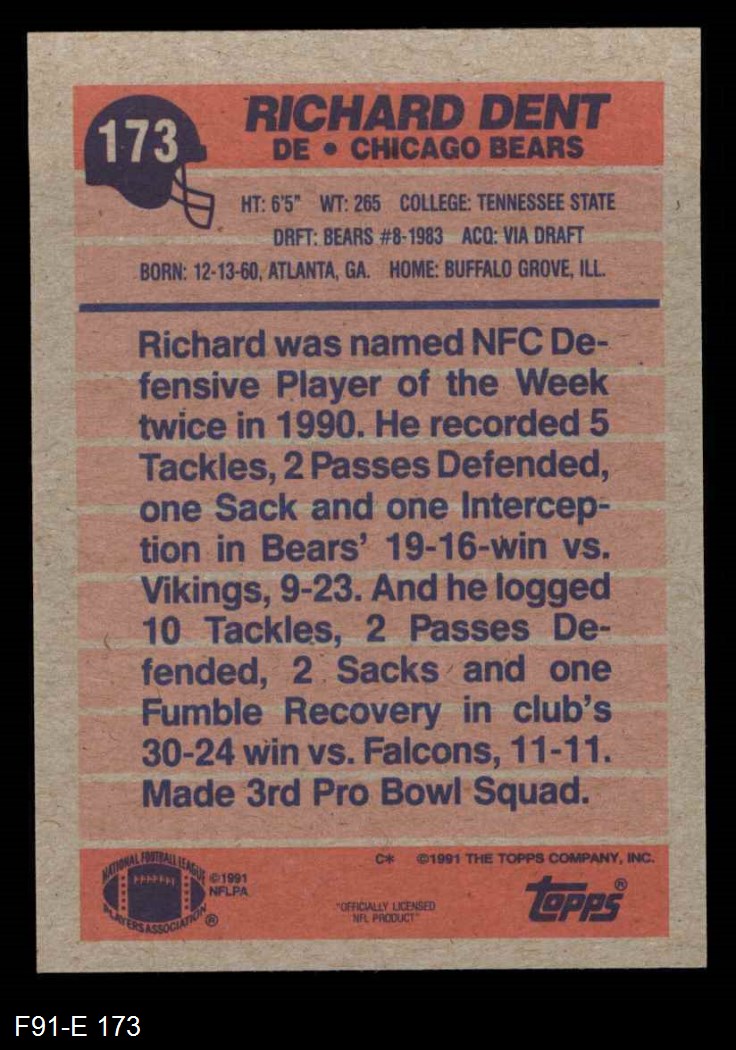 173
RICHARD DENT
DE • CHICAGO BEARS
HT: 6'5" WT: 265 COLLEGE: TENNESSEE STATE
DRFT: BEARS #8-1983 ACQ: VIA DRAFT
BORN: 12-13-60, ATLANTA, GA. HOME: BUFFALO GROVE, ILL.
Richard was named NFC De-
fensive Player of the Week
twice in 1990. He recorded 5
Tackles, 2 Passes Defended,
one Sack and one Intercep-
tion in Bears' 19-16-win vs.
Vikings, 9-23. And he logged
10 Tackles, 2 Passes De-
fended, 2 Sacks and one
Fumble Recovery in club's
30-24 win vs. Falcons, 11-11.
Made 3rd Pro Bowl Squad.
C* ©1991 THE TOPPS COMPANY, INC.
NATIONAL FOOTBALL LEAGUE
PLAYERS ASSOCIATION ®
©1991
NFLPA
"OFFICIALLY LICENSED
NFL PRODUCT"
topps®
F91-E 173